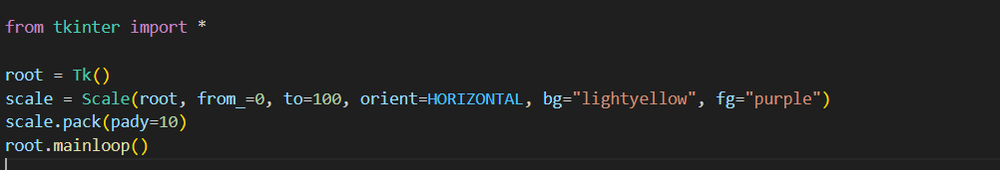 from tkinter import *
root = Tk()
scale = Scale(root, from_=0, to=100, orient=HORIZONTAL, bg="lightyellow", fg="purple")
scale.pack(pady=10)
root.mainloop()